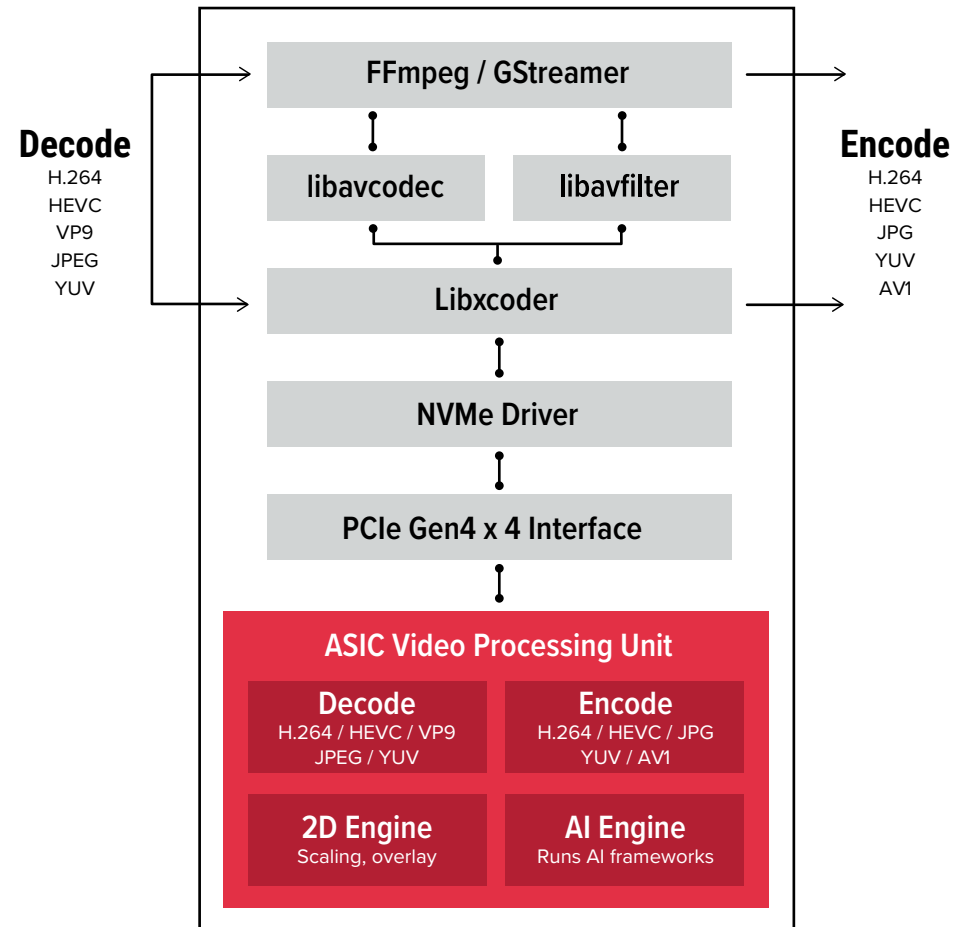 FFmpeg / GStreamer
Decode
H.264
HEVC
VP9
JPEG
YUV
Encode
H.264
HEVC
JPG
YUV
AV1
libavcodec
libavfilter
Libxcoder
NVMe Driver
PCIe Gen4 x 4 Interface
ASIC Video Processing Unit
Decode
H.264 / HEVC / VP9
JPEG / YUV
Encode
H.264 / HEVC / JPG
YUV / AV1
2D Engine
Scaling, overlay
AI Engine
Runs AI frameworks